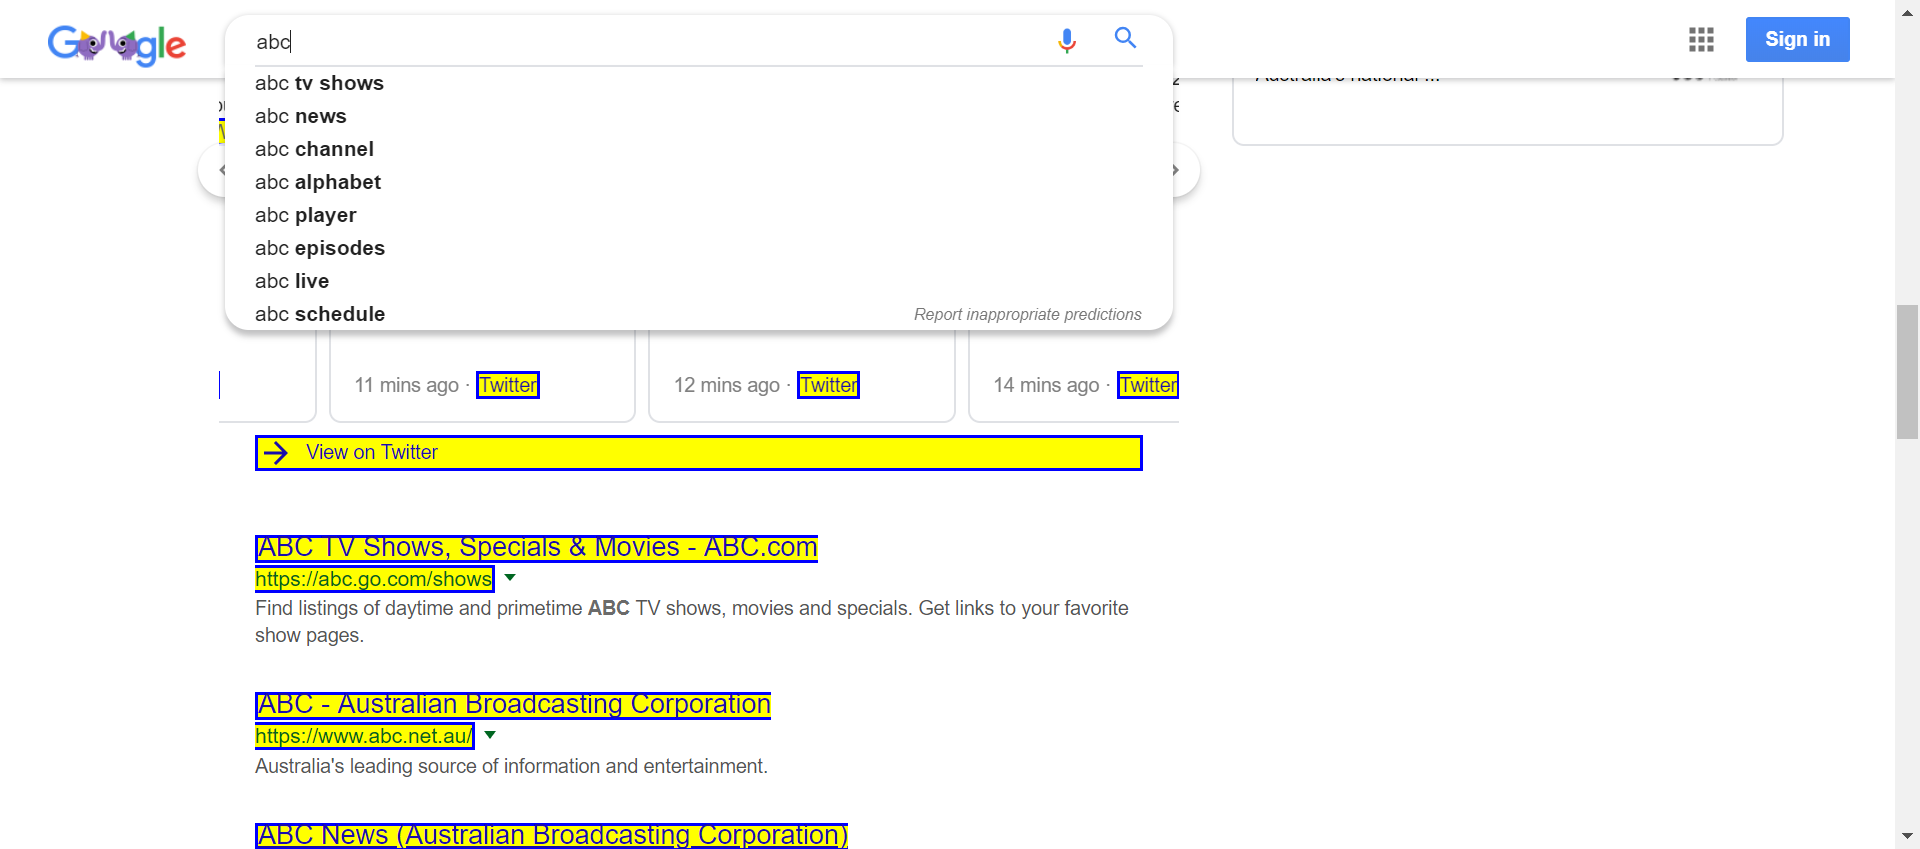 Google
abc
Sign in
abc tv shows
abc news
abc channel
abc alphabet
abc player
abc episodes
abc live
abc schedule
Report inappropriate predictions
Australia's national ...
11 mins ago · Twitter
12 mins ago · Twitter
14 mins ago · Twitter
View on Twitter
ABC TV Shows, Specials & Movies - ABC.com
https://abc.go.com/shows
Find listings of daytime and primetime ABC TV shows, movies and specials. Get links to your favorite
show pages.
ABC - Australian Broadcasting Corporation
https://www.abc.net.au/
Australia's leading source of information and entertainment.
ABC News (Australian Broadcasting Corporation)